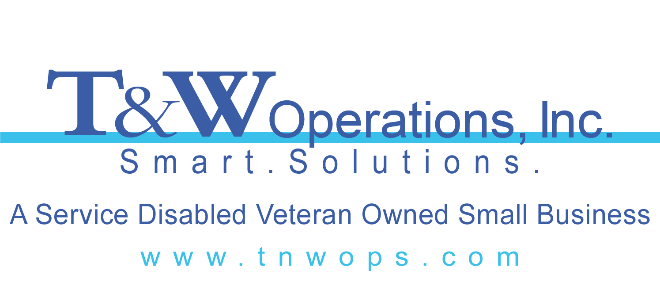 T&W Operations, Inc.
Smart.Solutions.
A Service Disabled Veteran Owned Small Business
www.tnwops.com